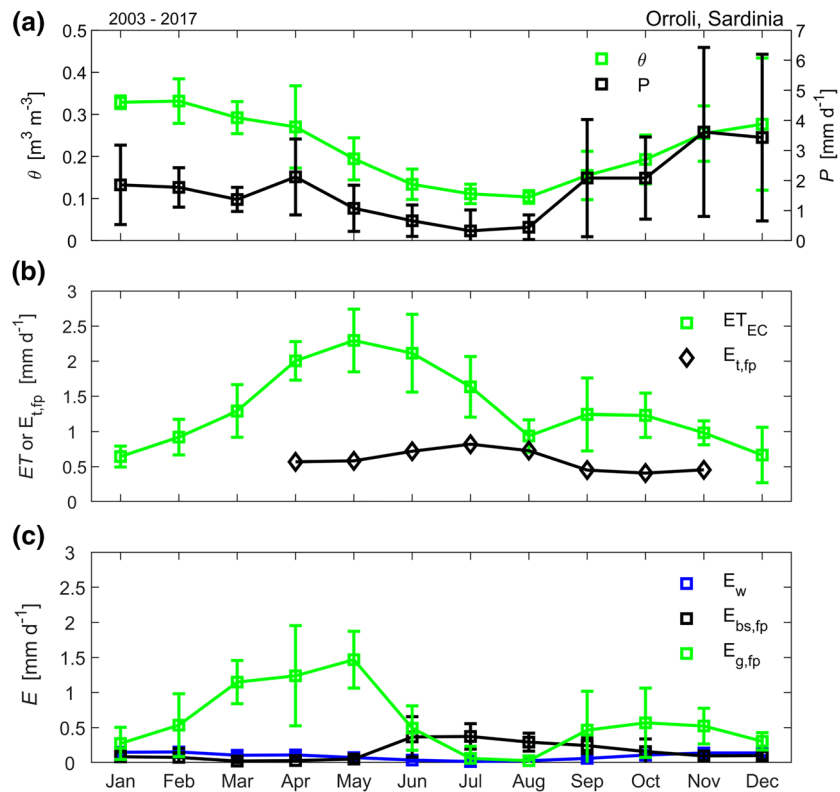 (a) 2003 - 2017 Orroli, Sardinia
0.5 7
0.4 6
0.3 5
0.2 4
0.1 3
0 2
1
0
θ [m³ m⁻³]
P [mm d⁻¹]
θ
P
(b)
3
2.5
2
1.5
1
0.5
0
ET or E_t,fp [mm d⁻¹]
ET_EC
E_t,fp
(c)
3
2.5
2
1.5
1
0.5
0
E [mm d⁻¹]
E_w
E_bs,fp
E_g,fp
Jan Feb Mar Apr May Jun Jul Aug Sep Oct Nov Dec